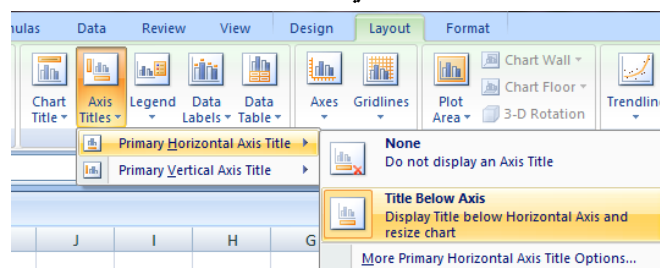 ulas Data Review View Design Layout Format
Chart Title Axis Titles Legend Data Labels Data Table Axes Gridlines Plot Area Chart Wall Chart Floor 3-D Rotation Trendlin
Primary Horizontal Axis Title
Primary Vertical Axis Title
None
Do not display an Axis Title
Title Below Axis
Display Title below Horizontal Axis and
resize chart
More Primary Horizontal Axis Title Options...
J I H G